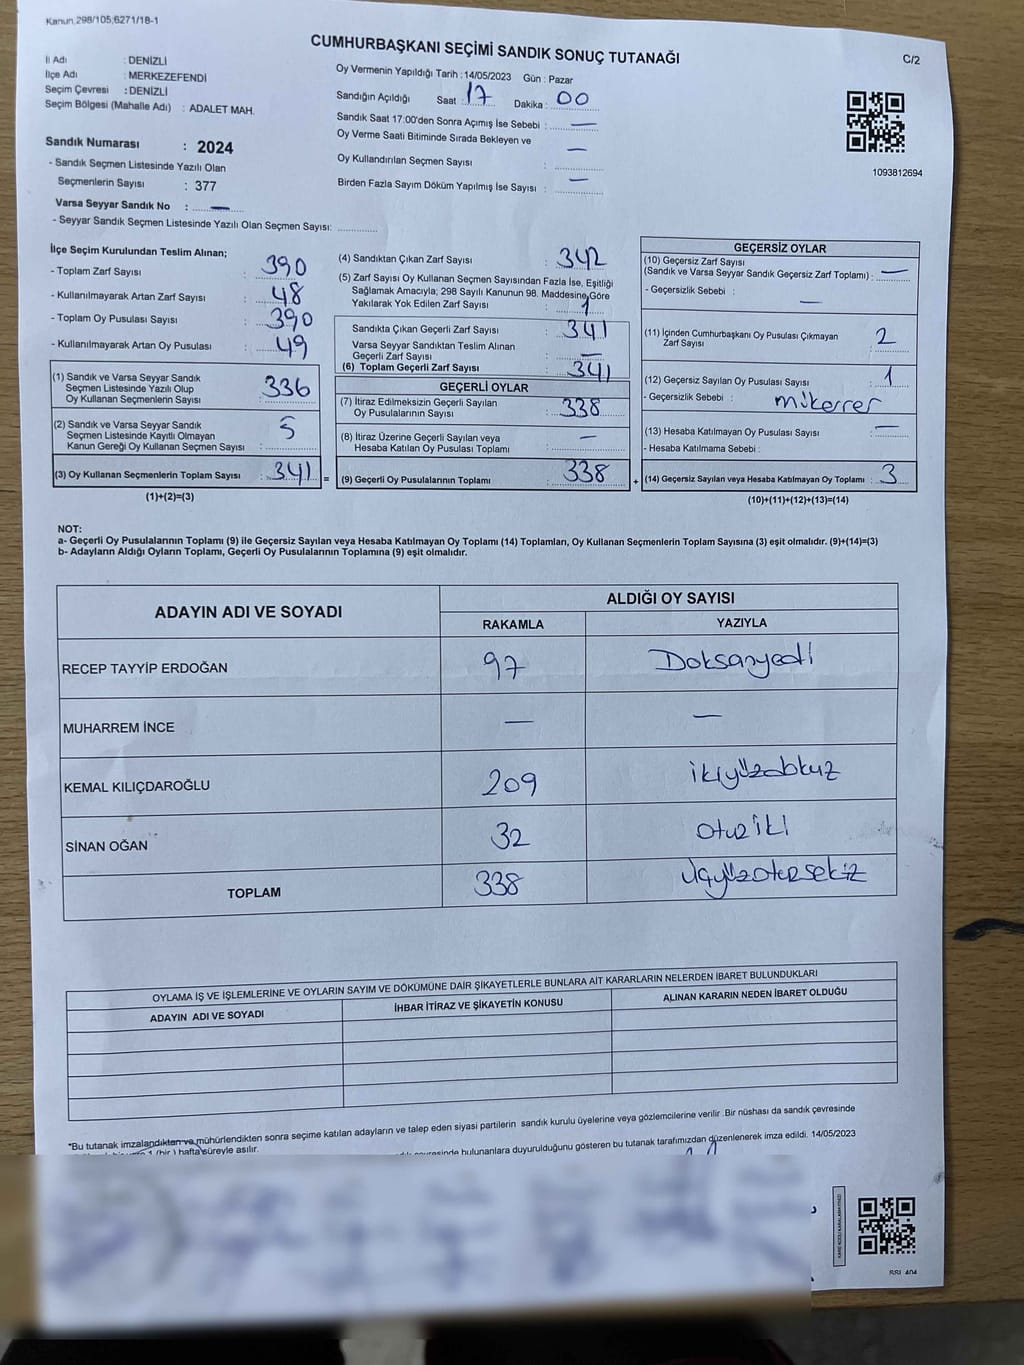 Kanun 298/105;6271/18-1
CUMHURBAŞKANI SEÇİMİ SANDIK SONUÇ TUTANAĞI
C/2
İl Adı : DENİZLİ
İlçe Adı : MERKEZEFENDİ
Seçim Çevresi : DENİZLİ
Seçim Bölgesi (Mahalle Adı) : ADALET MAH.
Sandık Numarası : 2024
- Sandık Seçmen Listesinde Yazılı Olan
Seçmenlerin Sayısı : 377
Varsa Seyyar Sandık No : —
- Seyyar Sandık Seçmen Listesinde Yazılı Olan Seçmen Sayısı:
Oy Vermenin Yapıldığı Tarih : 14/05/2023 Gün : Pazar
Sandığın Açıldığı Saat : 17 Dakika : 00
Sandık Saat 17:00'den Sonra Açımış İse Sebebi : —
Oy Verme Saati Bitiminde Sırada Bekleyen ve
Oy Kullandırılan Seçmen Sayısı : —
Birden Fazla Sayım Döküm Yapılmış İse Sayısı : —
1093812694
İlçe Seçim Kurulundan Teslim Alınan;
- Toplam Zarf Sayısı : 390
- Kullanılmayarak Artan Zarf Sayısı : 48
- Toplam Oy Pusulası Sayısı : 390
- Kullanılmayarak Artan Oy Pusulası : 49
(1) Sandık ve Varsa Seyyar Sandık
Seçmen Listesinde Yazılı Olup
Oy Kullanan Seçmenlerin Sayısı : 336
(2) Sandık ve Varsa Seyyar Sandık
Seçmen Listesinde Kayıtlı Olmayan
Kanun Gereği Oy Kullanan Seçmen Sayısı : 5
(3) Oy Kullanan Seçmenlerin Toplam Sayısı : 341 =
(1)+(2)=(3)
(4) Sandıktan Çıkan Zarf Sayısı : 342
(5) Zarf Sayısı Oy Kullanan Seçmen Sayısından Fazla İse, Eşitliği
Sağlamak Amacıyla; 298 Sayılı Kanunun 98. Maddesine Göre
Yakılarak Yok Edilen Zarf Sayısı : 1
Sandıkta Çıkan Geçerli Zarf Sayısı : 341
Varsa Seyyar Sandıktan Teslim Alınan
Geçerli Zarf Sayısı : —
(6) Toplam Geçerli Zarf Sayısı : 341
GEÇERLİ OYLAR
(7) İtiraz Edilmeksizin Geçerli Sayılan
Oy Pusulalarının Sayısı : 338
(8) İtiraz Üzerine Geçerli Sayılan veya
Hesaba Katılan Oy Pusulası Toplamı : —
(9) Geçerli Oy Pusulalarının Toplamı : 338 +
GEÇERSİZ OYLAR
(10) Geçersiz Zarf Sayısı
(Sandık ve Varsa Seyyar Sandık Geçersiz Zarf Toplamı) : —
- Geçersizlik Sebebi : —
(11) İçinden Cumhurbaşkanı Oy Pusulası Çıkmayan
Zarf Sayısı : 2
(12) Geçersiz Sayılan Oy Pusulası Sayısı : 1
- Geçersizlik Sebebi : mükerrer
(13) Hesaba Katılmayan Oy Pusulası Sayısı : —
- Hesaba Katılmama Sebebi :
(14) Geçersiz Sayılan veya Hesaba Katılmayan Oy Toplamı : 3
(10)+(11)+(12)+(13)=(14)
NOT:
a- Geçerli Oy Pusulalarının Toplamı (9) ile Geçersiz Sayılan veya Hesaba Katılmayan Oy Toplamı (14) Toplamları, Oy Kullanan Seçmenlerin Toplam Sayısına (3) eşit olmalıdır. (9)+(14)=(3)
b- Adayların Aldığı Oyların Toplamı, Geçerli Oy Pusulalarının Toplamına (9) eşit olmalıdır.
ADAYIN ADI VE SOYADI
ALDIĞI OY SAYISI
RAKAMLA YAZIYLA
RECEP TAYYİP ERDOĞAN 97 Doksanyedi
MUHARREM İNCE — —
KEMAL KILIÇDAROĞLU 209 ikiyüzdokuz
SİNAN OĞAN 32 otuziki
TOPLAM 338 üçyüzotuzsekiz
OYLAMA İŞ VE İŞLEMLERİNE VE OYLARIN SAYIM VE DÖKÜMÜNE DAİR ŞİKAYETLERLE BUNLARA AİT KARARLARIN NELERDEN İBARET BULUNDUKLARI
ADAYIN ADI VE SOYADI İHBAR İTİRAZ VE ŞİKAYETİN KONUSU ALINAN KARARIN NEDEN İBARET OLDUĞU
*Bu tutanak imzalandıktan ve mühürlendikten sonra seçime katılan adayların ve talep eden siyasi partilerin sandık kurulu üyelerine veya gözlemcilerine verilir .Bir nüshası da sandık çevresinde
1 (bir ) hafta süreyle asılır.
bulunanlara duyurulduğunu gösteren bu tutanak tarafımızdan düzenlenerek imza edildi. 14/05/2023